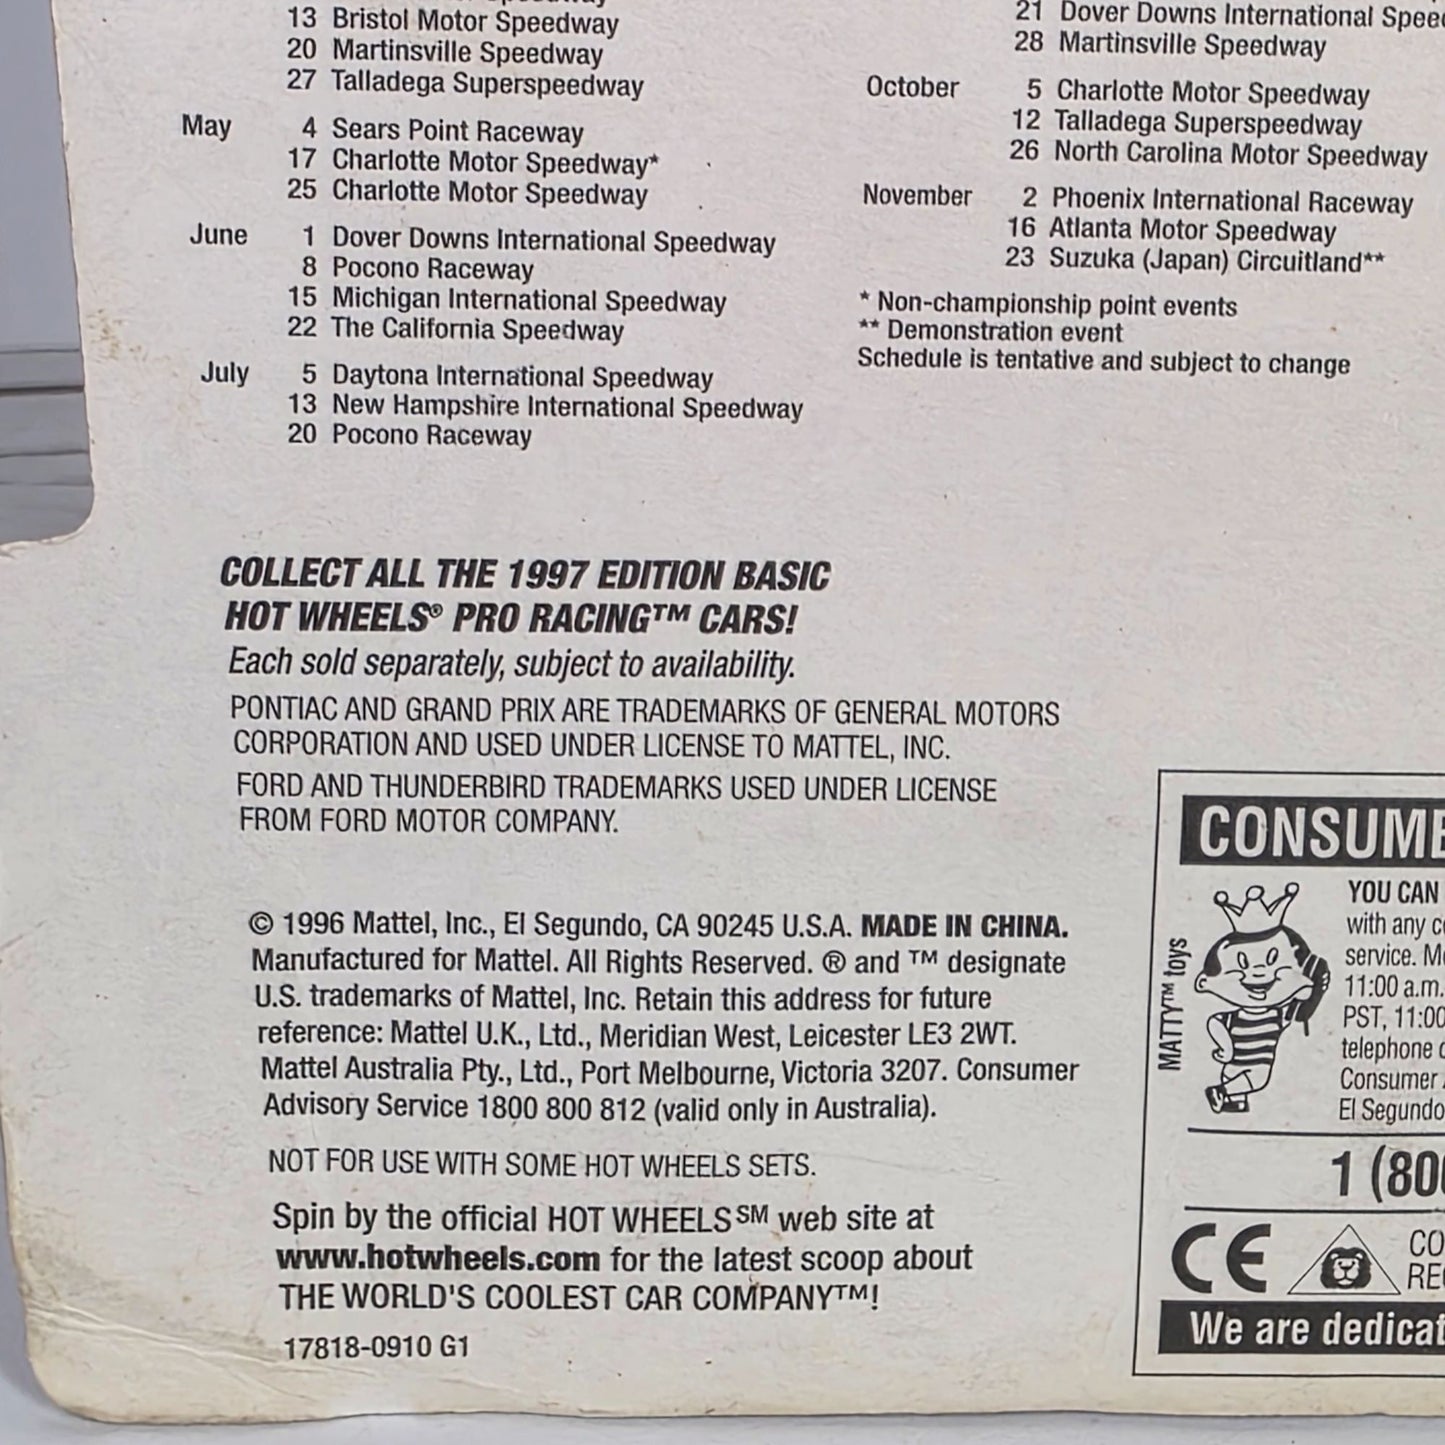 13 Bristol Motor Speedway
20 Martinsville Speedway
27 Talladega Superspeedway
May 4 Sears Point Raceway
17 Charlotte Motor Speedway*
25 Charlotte Motor Speedway
June 1 Dover Downs International Speedway
8 Pocono Raceway
15 Michigan International Speedway
22 The California Speedway
July 5 Daytona International Speedway
13 New Hampshire International Speedway
20 Pocono Raceway
21 Dover Downs International Spee
28 Martinsville Speedway
October 5 Charlotte Motor Speedway
12 Talladega Superspeedway
26 North Carolina Motor Speedway
November 2 Phoenix International Raceway
16 Atlanta Motor Speedway
23 Suzuka (Japan) Circuitland**
* Non-championship point events
** Demonstration event
Schedule is tentative and subject to change
COLLECT ALL THE 1997 EDITION BASIC
HOT WHEELS® PRO RACING™ CARS!
Each sold separately, subject to availability.
PONTIAC AND GRAND PRIX ARE TRADEMARKS OF GENERAL MOTORS
CORPORATION AND USED UNDER LICENSE TO MATTEL, INC.
FORD AND THUNDERBIRD TRADEMARKS USED UNDER LICENSE
FROM FORD MOTOR COMPANY.
© 1996 Mattel, Inc., El Segundo, CA 90245 U.S.A. MADE IN CHINA.
Manufactured for Mattel. All Rights Reserved. ® and ™ designate
U.S. trademarks of Mattel, Inc. Retain this address for future
reference: Mattel U.K., Ltd., Meridian West, Leicester LE3 2WT.
Mattel Australia Pty., Ltd., Port Melbourne, Victoria 3207. Consumer
Advisory Service 1800 800 812 (valid only in Australia).
NOT FOR USE WITH SOME HOT WHEELS SETS.
Spin by the official HOT WHEELS℠ web site at
www.hotwheels.com for the latest scoop about
THE WORLD'S COOLEST CAR COMPANY™!
17818-0910 G1
CONSUME
MATTY™ toys
YOU CAN
with any c
service. M
11:00 a.m.
PST, 11:00
telephone
Consumer
El Segundo
1 (80
CE
CO
RE
We are dedicat